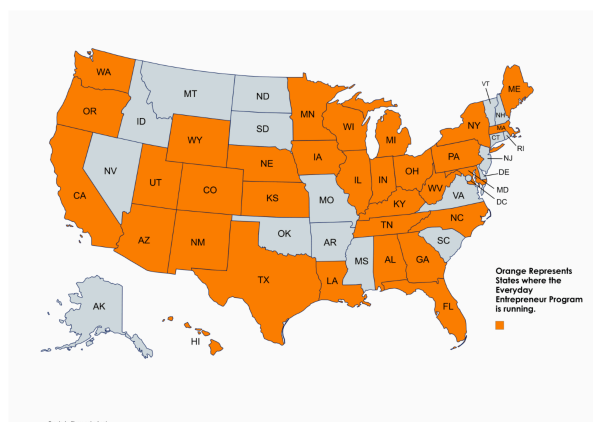 WA
MT
ND
MN
VT
ME
OR
ID
SD
WI
MI
NY
NH
MA
CT
RI
WY
NE
IA
PA
NJ
NV
UT
CO
IL
IN
OH
DE
MD
DC
CA
KS
MO
KY
WV
VA
AZ
NM
OK
AR
TN
NC
SC
TX
LA
MS
AL
GA
FL
AK
HI
Orange Represents
States where the
Everyday
Entrepreneur Program
is running.